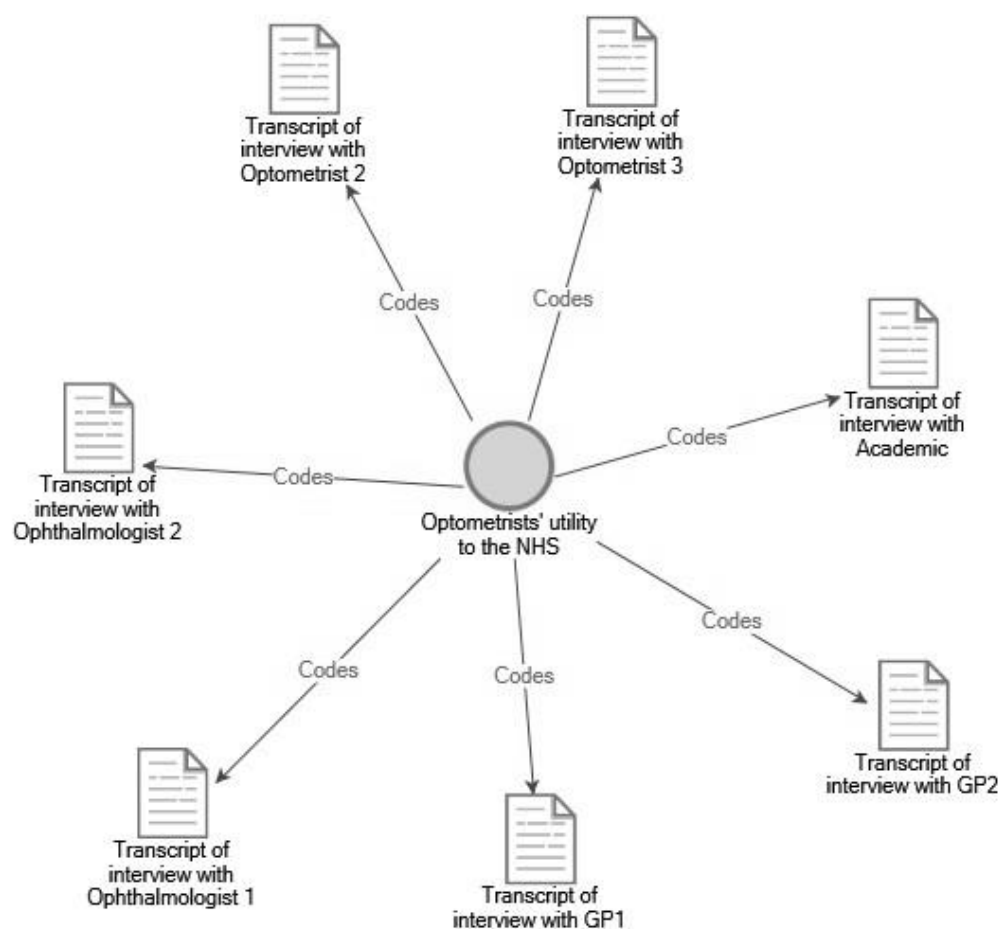 Transcript of
interview with
Optometrist 2
Transcript of
interview with
Optometrist 3
Codes
Codes
Transcript of
interview with
Academic
Codes
Transcript of
interview with
Ophthalmologist 2
Codes
Optometrists' utility
to the NHS
Codes
Codes
Codes
Transcript of
interview with GP2
Transcript of
interview with
Ophthalmologist 1
Transcript of
interview with GP1